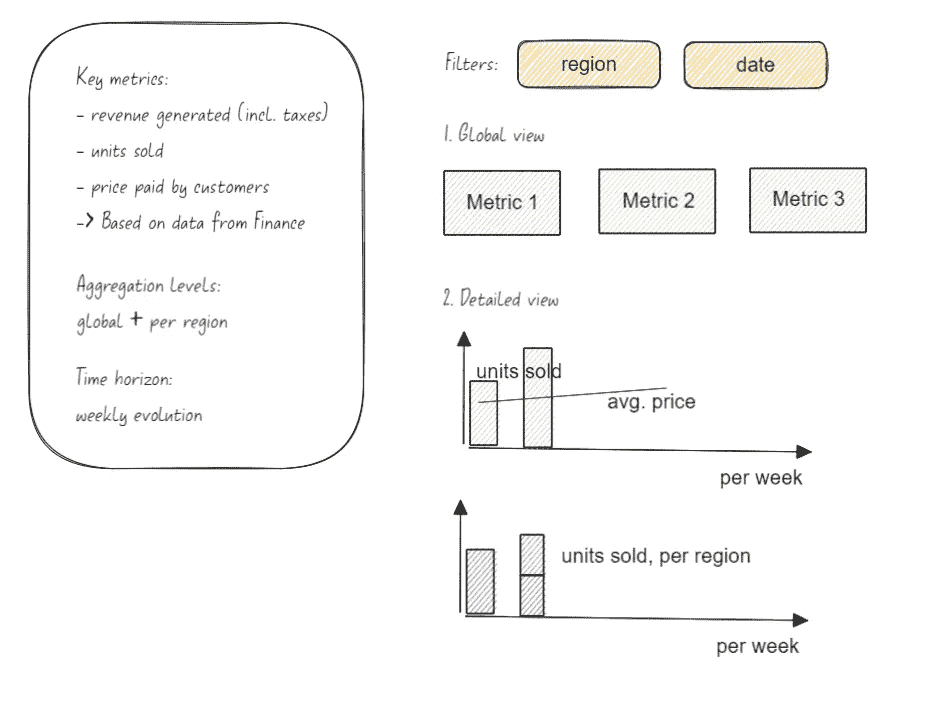 Key metrics:
- revenue generated (incl. taxes)
- units sold
- price paid by customers
-> Based on data from Finance
Aggregation Levels:
global + per region
Time horizon:
weekly evolution
Filters:
region
date
1. Global view
Metric 1
Metric 2
Metric 3
2. Detailed view
units sold
avg. price
per week
units sold, per region
per week